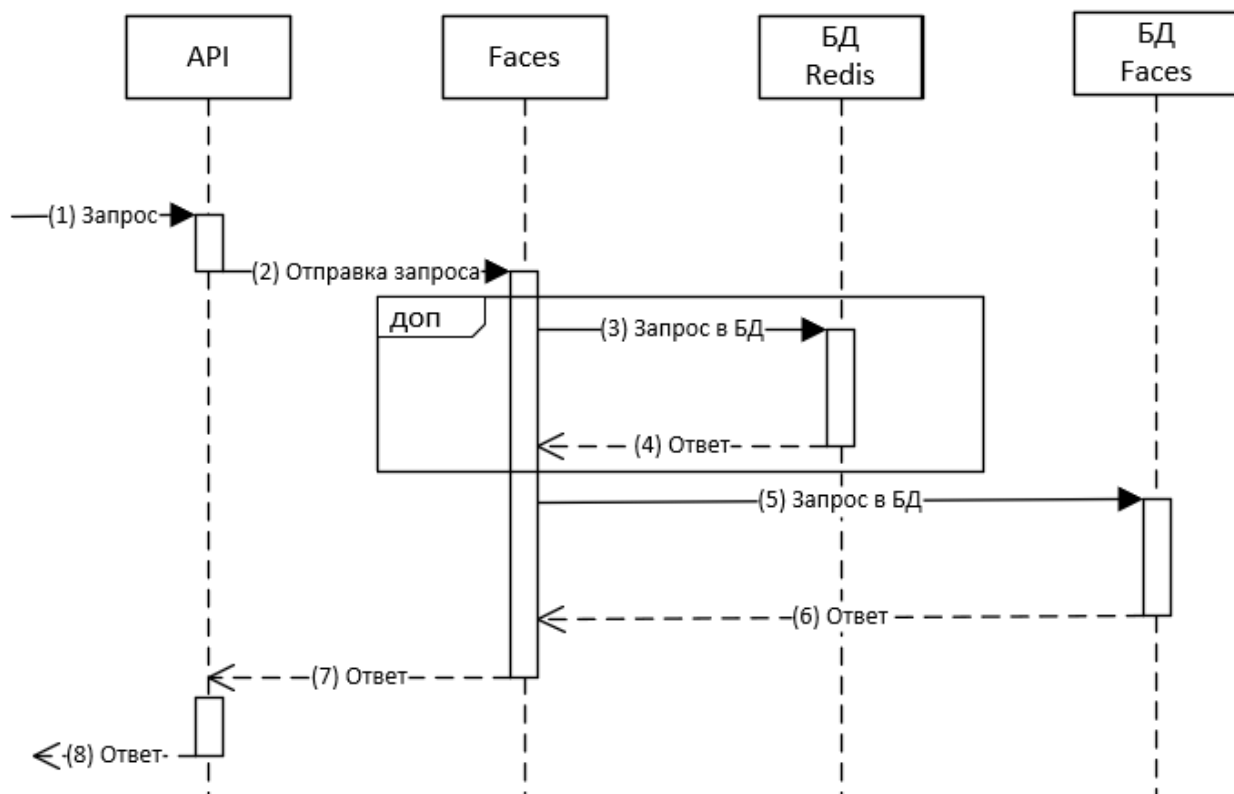 API
Faces
БД
Redis
БД
Faces
(1) Запрос
(2) Отправка запроса
доп
(3) Запрос в БД
(4) Ответ
(5) Запрос в БД
(6) Ответ
(7) Ответ
(8) Ответ